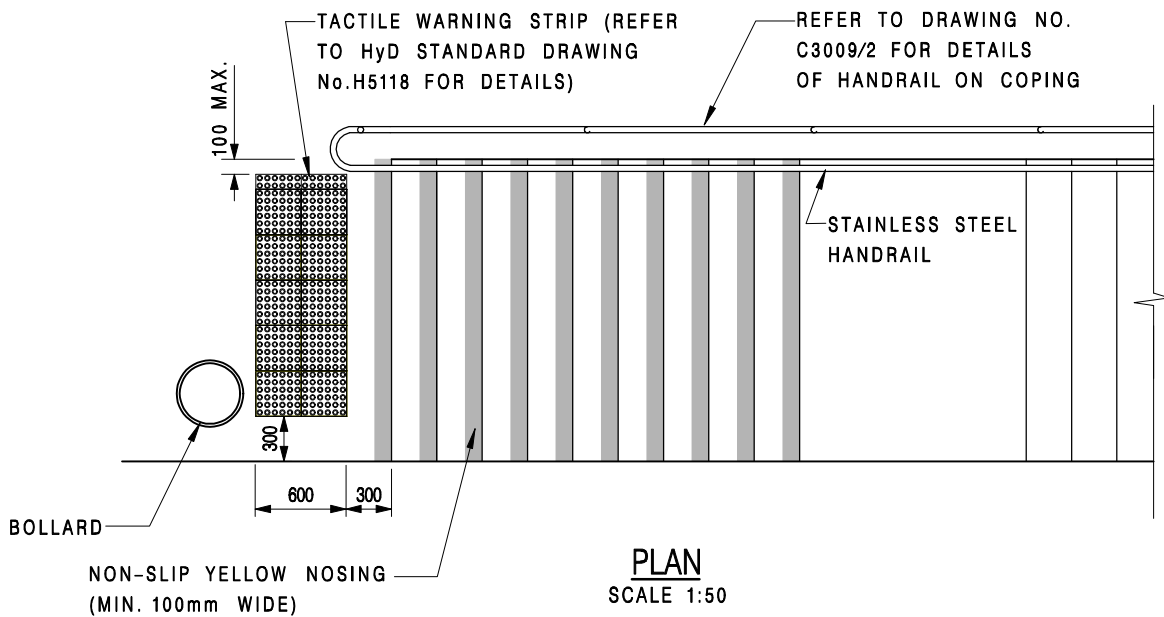 TACTILE WARNING STRIP (REFER
TO HyD STANDARD DRAWING
No.H5118 FOR DETAILS)
REFER TO DRAWING NO.
C3009/2 FOR DETAILS
OF HANDRAIL ON COPING
100 MAX.
STAINLESS STEEL
HANDRAIL
300
600
300
BOLLARD
NON-SLIP YELLOW NOSING
(MIN. 100mm WIDE)
PLAN
SCALE 1:50